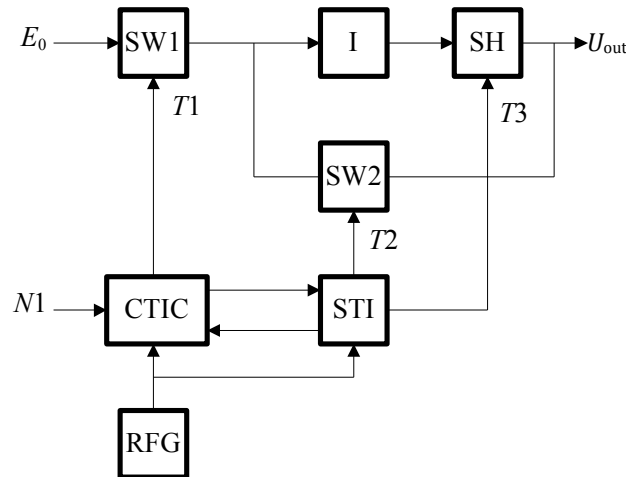 E0 SW1 I SH Uout
T1 T3
SW2
T2
N1 CTIC STI
RFG